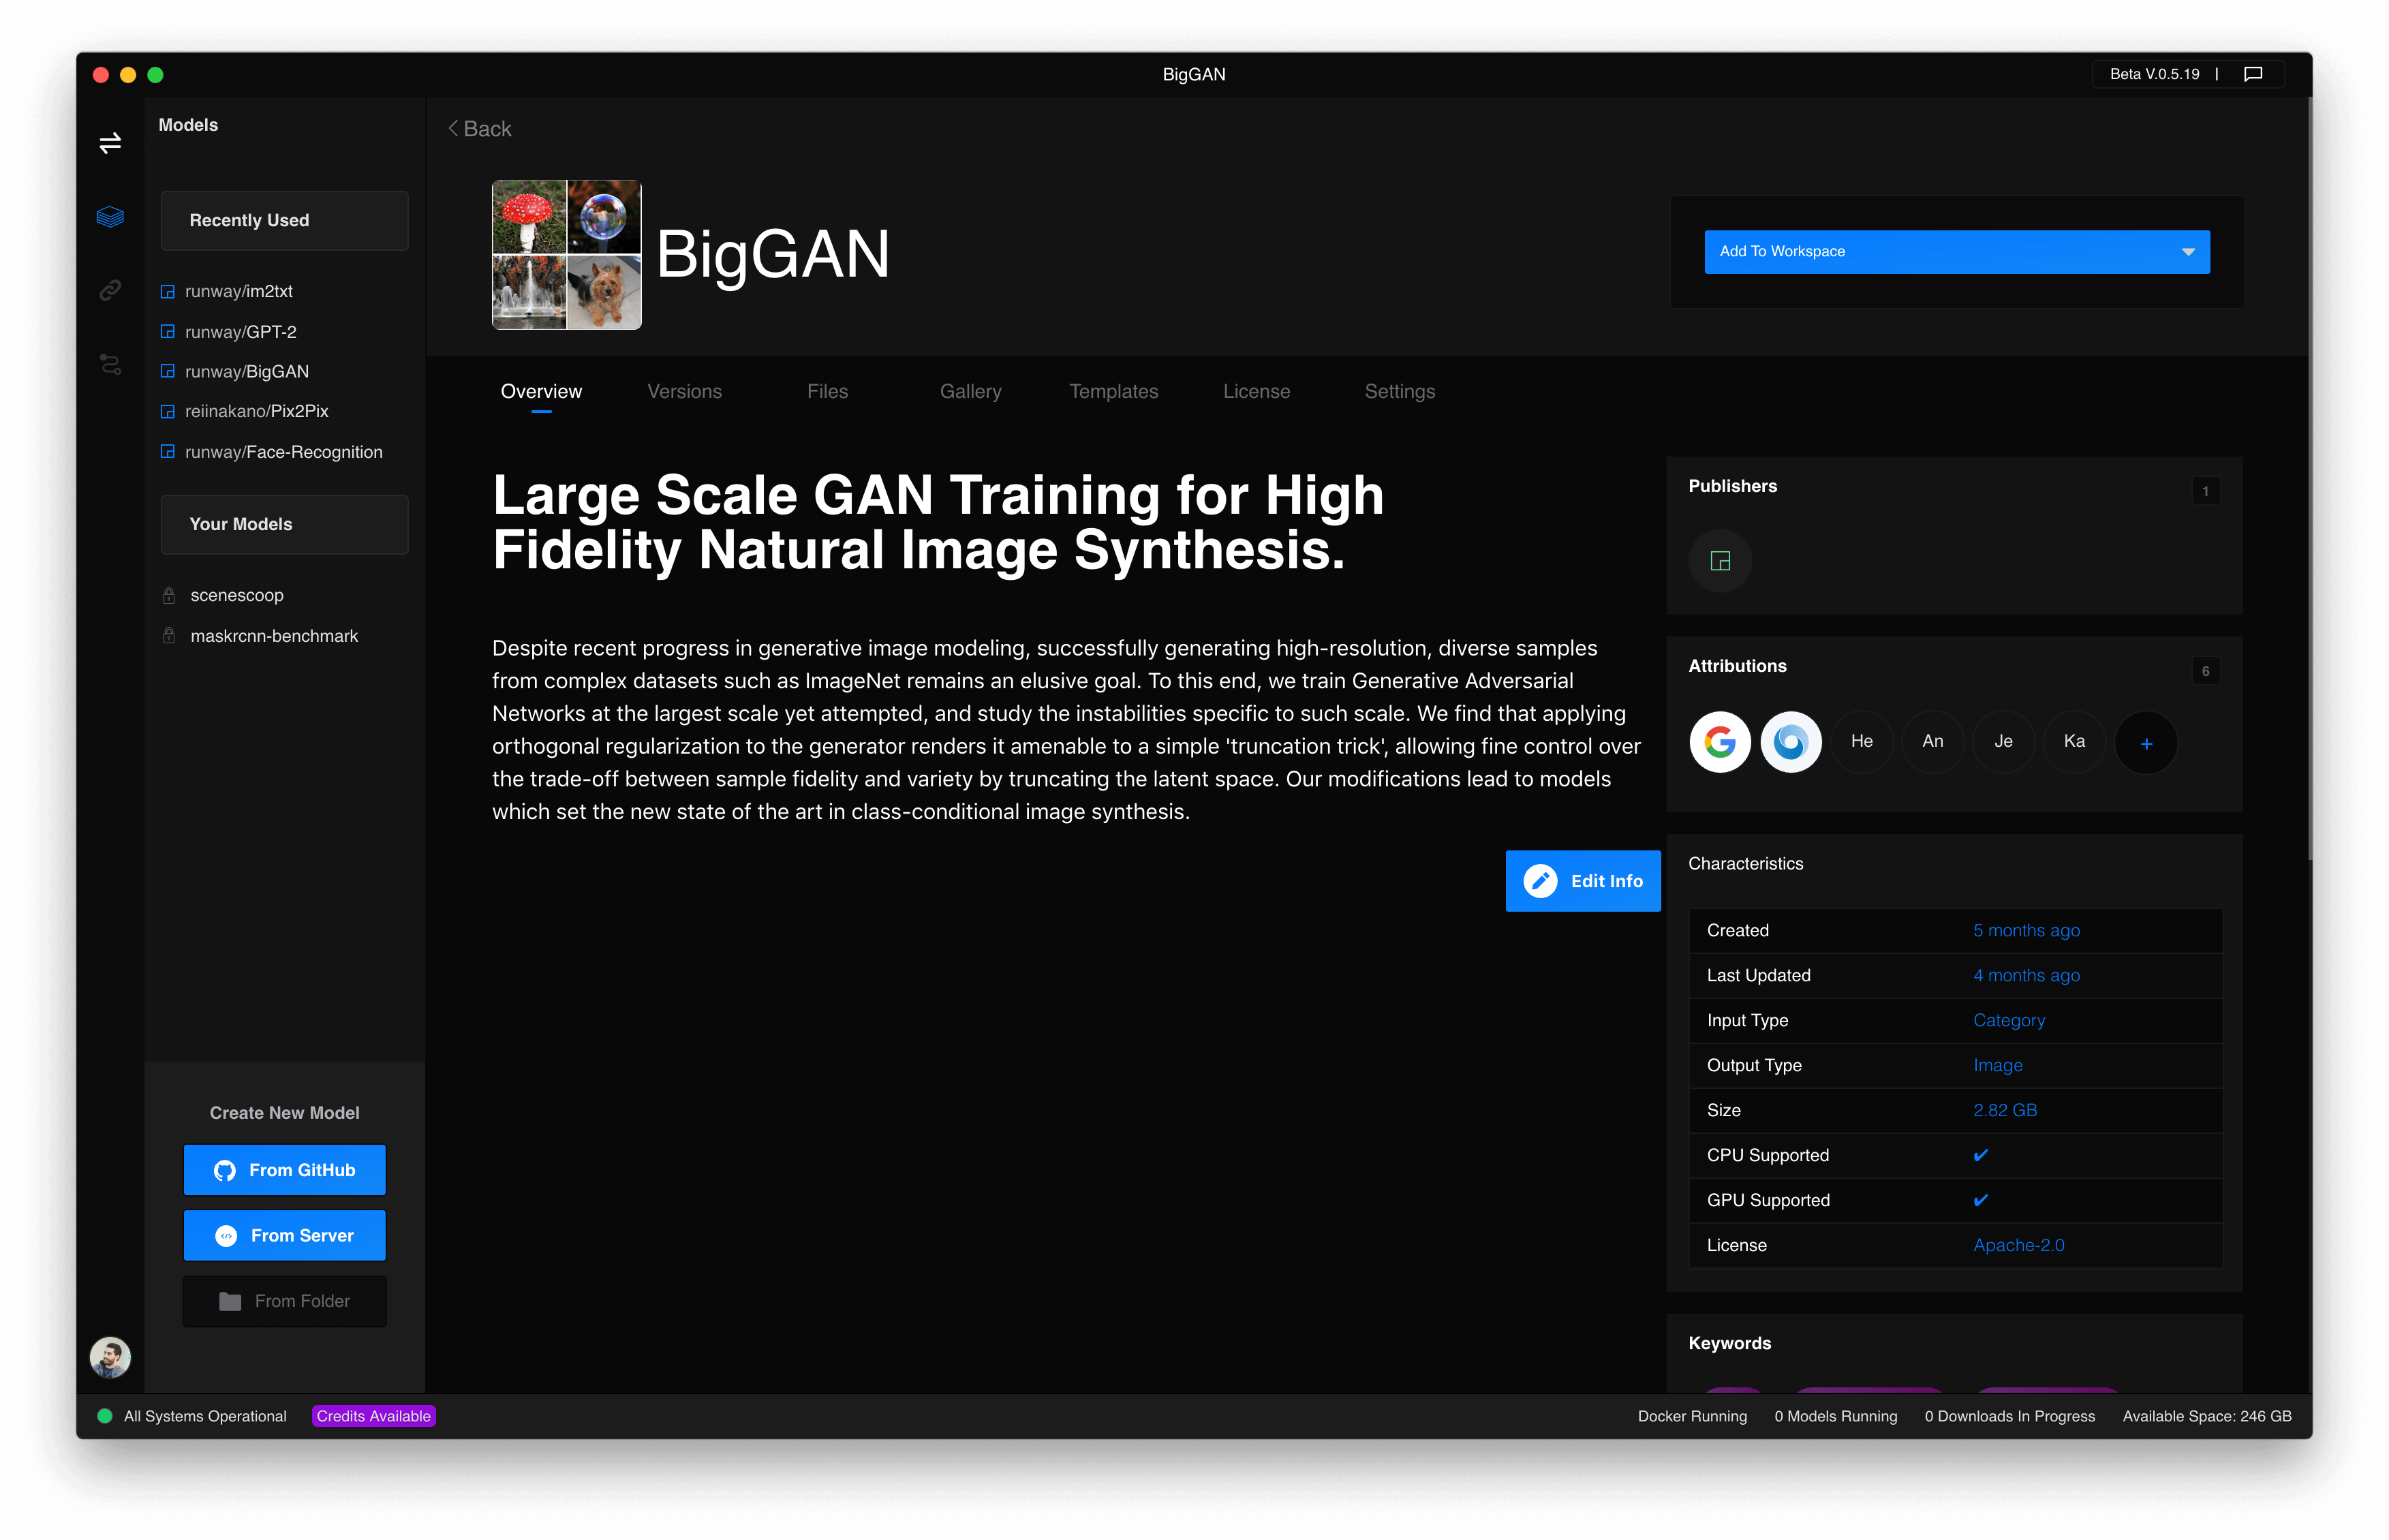 BigGAN
Beta V.0.5.19 |
Models
Recently Used
runway/im2txt
runway/GPT-2
runway/BigGAN
reiinakano/Pix2Pix
runway/Face-Recognition
Your Models
scenescoop
maskrcnn-benchmark
Create New Model
From GitHub
From Server
From Folder
Back
BigGAN
Add To Workspace
Overview
Versions
Files
Gallery
Templates
License
Settings
Large Scale GAN Training for High
Fidelity Natural Image Synthesis.
Despite recent progress in generative image modeling, successfully generating high-resolution, diverse samples
from complex datasets such as ImageNet remains an elusive goal. To this end, we train Generative Adversarial
Networks at the largest scale yet attempted, and study the instabilities specific to such scale. We find that applying
orthogonal regularization to the generator renders it amenable to a simple 'truncation trick', allowing fine control over
the trade-off between sample fidelity and variety by truncating the latent space. Our modifications lead to models
which set the new state of the art in class-conditional image synthesis.
Edit Info
Publishers
1
Attributions
6
He
An
Je
Ka
+
Characteristics
Created 5 months ago
Last Updated 4 months ago
Input Type Category
Output Type Image
Size 2.82 GB
CPU Supported ✔
GPU Supported ✔
License Apache-2.0
Keywords
All Systems Operational
Credits Available
Docker Running
0 Models Running
0 Downloads In Progress
Available Space: 246 GB